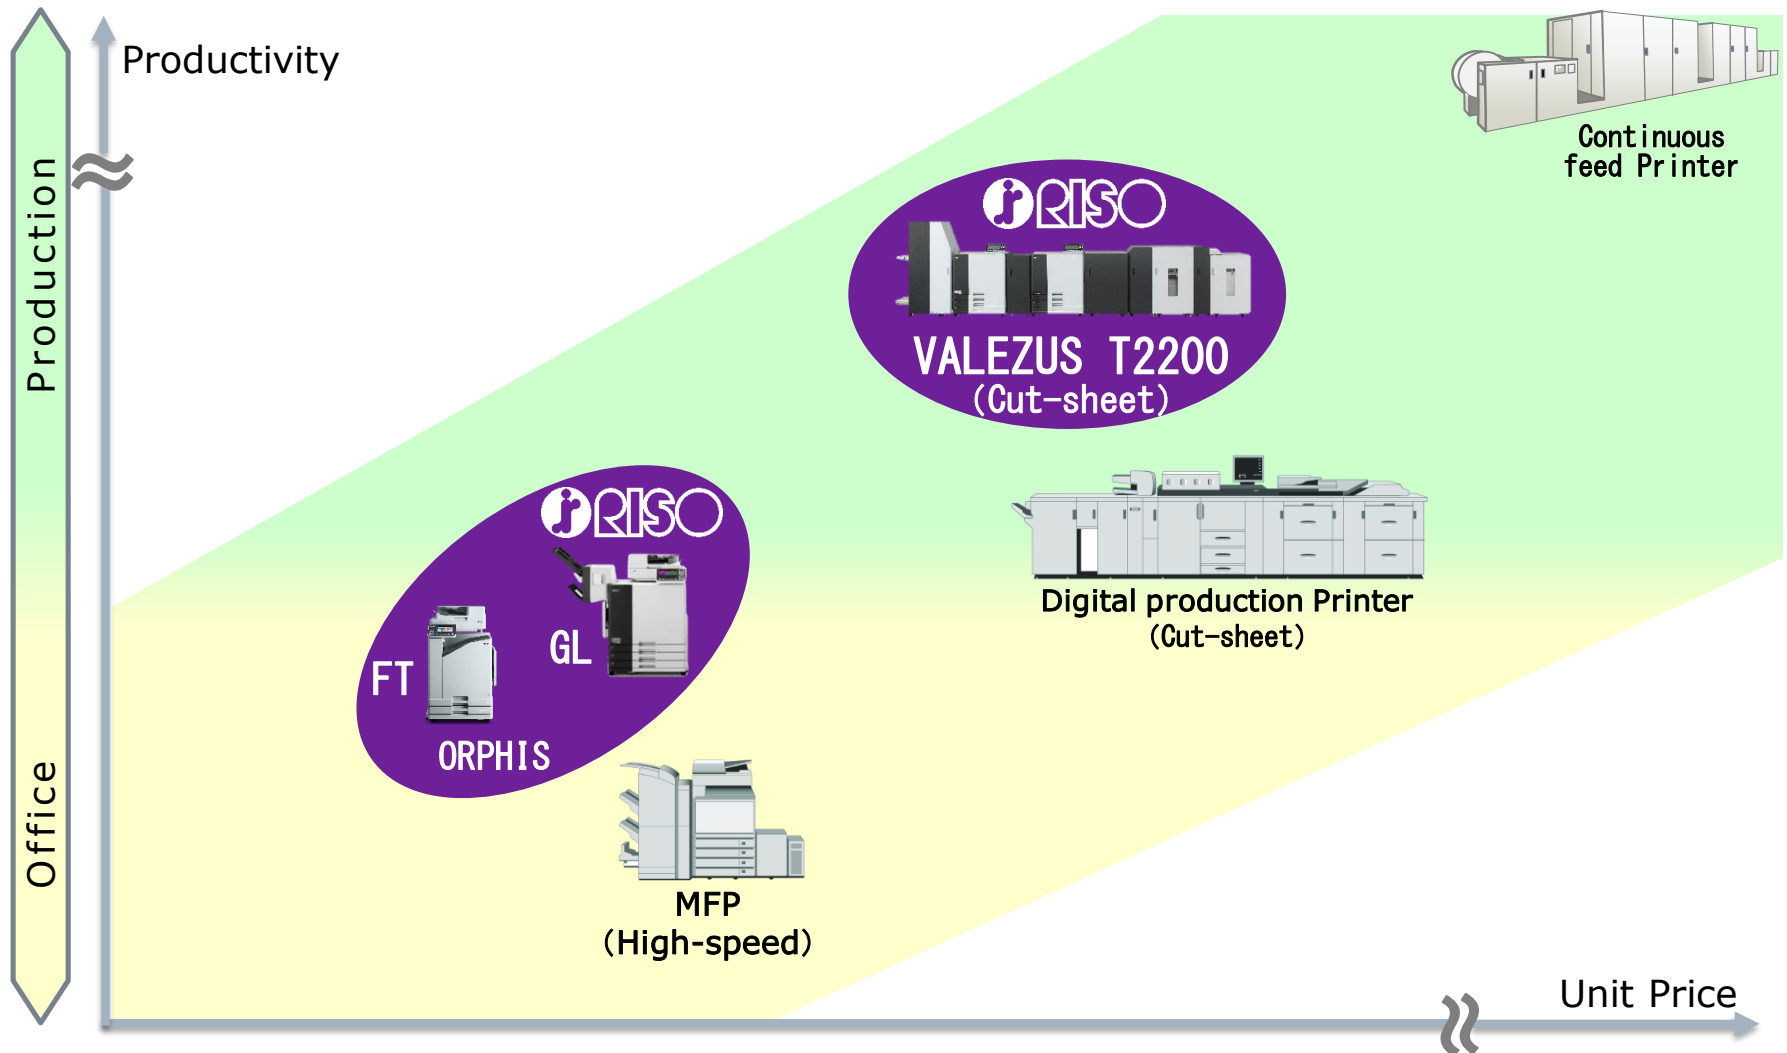 Productivity
Production
Office
Continuous
feed Printer
RISO
VALEZUS T2200
(Cut-sheet)
RISO
GL
FT
ORPHIS
Digital production Printer
(Cut-sheet)
MFP
(High-speed)
Unit Price